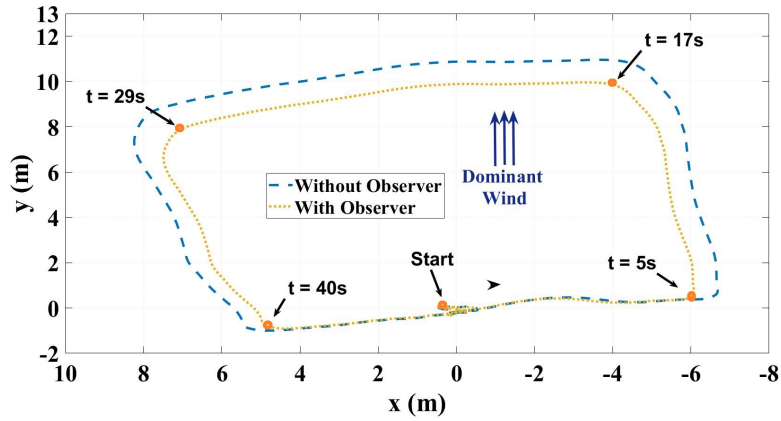 13
12
10
8
6
4
2
0
-2
y (m)
t = 17s
t = 29s
Dominant
Wind
Without Observer
With Observer
Start
t = 5s
t = 40s
10 8 6 4 2 0 -2 -4 -6 -8
x (m)